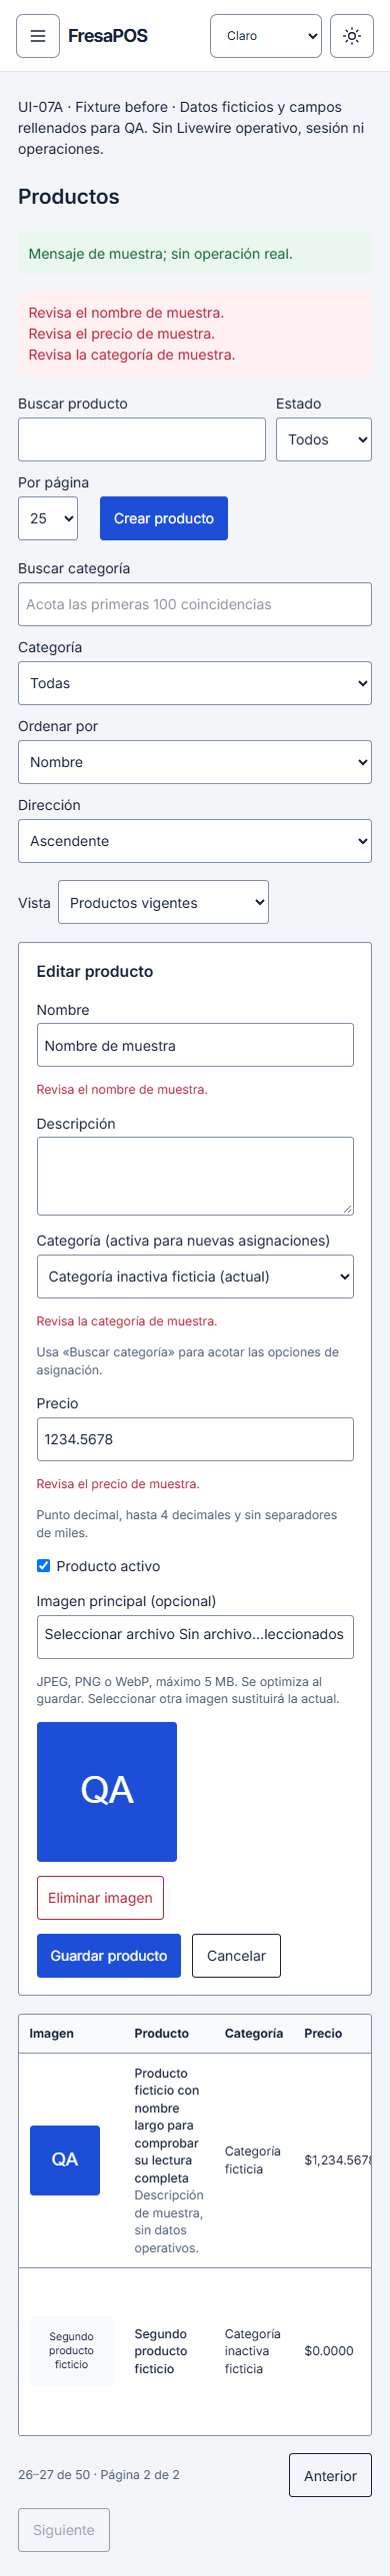 FresaPOS
Claro
UI-07A · Fixture before · Datos ficticios y campos
rellenados para QA. Sin Livewire operativo, sesión ni
operaciones.
Productos
Mensaje de muestra; sin operación real.
Revisa el nombre de muestra.
Revisa el precio de muestra.
Revisa la categoría de muestra.
Buscar producto
Estado
Todos
Por página
25
Crear producto
Buscar categoría
Acota las primeras 100 coincidencias
Categoría
Todas
Ordenar por
Nombre
Dirección
Ascendente
Vista
Productos vigentes
Editar producto
Nombre
Nombre de muestra
Revisa el nombre de muestra.
Descripción
Categoría (activa para nuevas asignaciones)
Categoría inactiva ficticia (actual)
Revisa la categoría de muestra.
Usa «Buscar categoría» para acotar las opciones de
asignación.
Precio
1234.5678
Revisa el precio de muestra.
Punto decimal, hasta 4 decimales y sin separadores
de miles.
Producto activo
Imagen principal (opcional)
Seleccionar archivo Sin archivo...leccionados
JPEG, PNG o WebP, máximo 5 MB. Se optimiza al
guardar. Seleccionar otra imagen sustituirá la actual.
QA
Eliminar imagen
Guardar producto
Cancelar
Imagen Producto Categoría Precio
QA
Producto
ficticio con
nombre
largo para
comprobar
su lectura
completa
Descripción
de muestra,
sin datos
operativos.
Categoría
ficticia
$1,234.5678
Segundo
producto
ficticio
Segundo
producto
ficticio
Categoría
inactiva
ficticia
$0.0000
26–27 de 50 · Página 2 de 2
Anterior
Siguiente